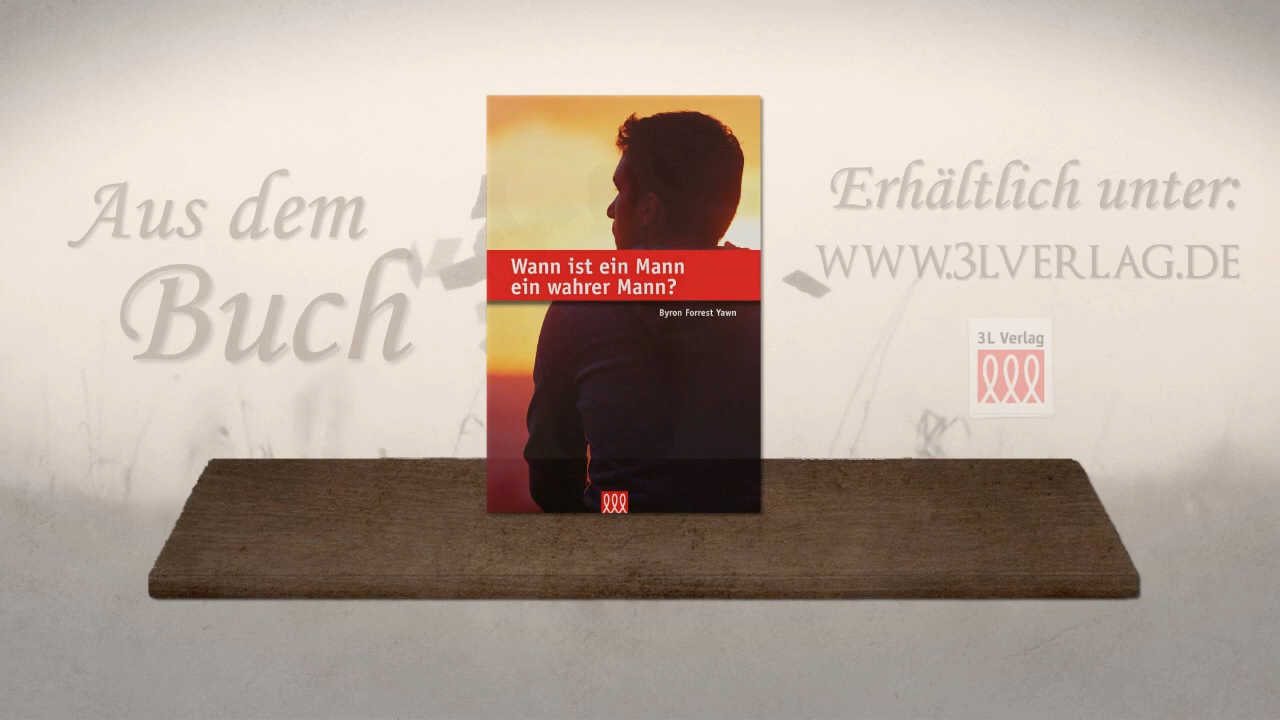 Aus dem
Buch
Wann ist ein Mann
ein wahrer Mann?
Byron Forrest Yawn
Erhältlich unter:
WWW.3LVERLAG.DE
3L Verlag